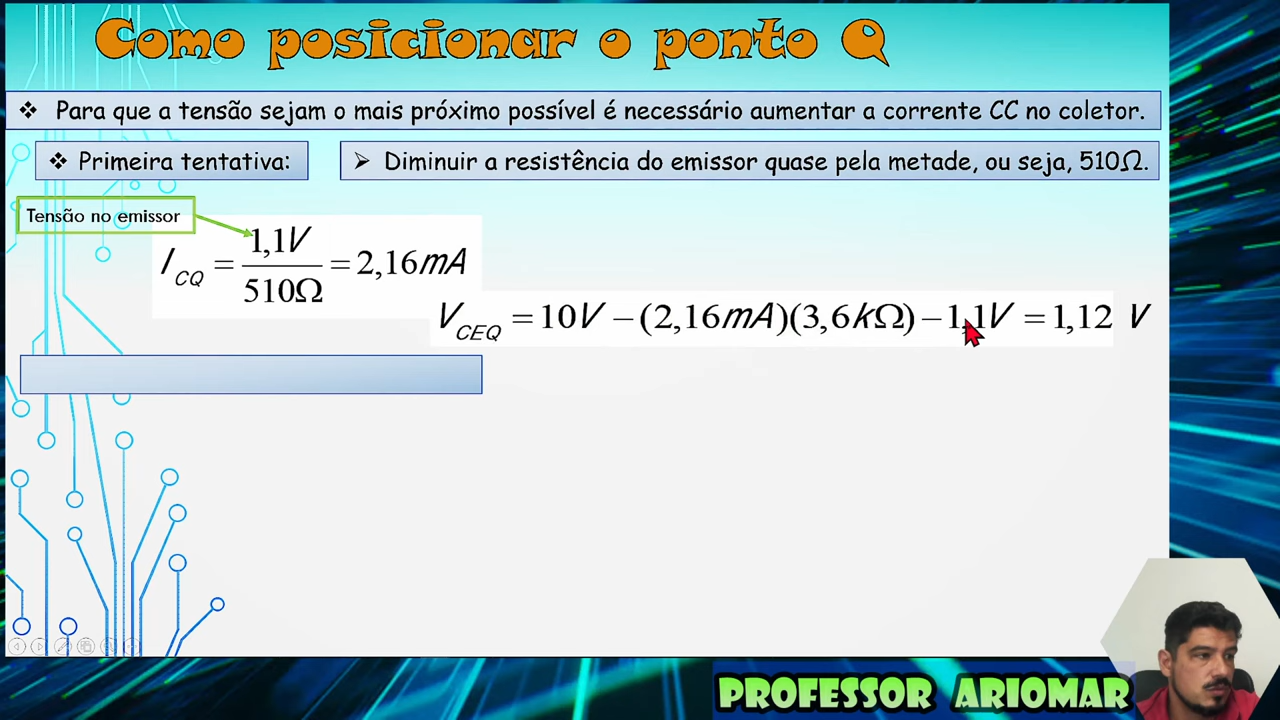 Como posicionar o ponto Q
❖ Para que a tensão sejam o mais próximo possível é necessário aumentar a corrente CC no coletor.
❖ Primeira tentativa:
➢ Diminuir a resistência do emissor quase pela metade, ou seja, 510Ω.
Tensão no emissor
I_CQ = 1,1V / 510Ω = 2,16mA
V_CEQ = 10V − (2,16mA)(3,6kΩ) − 1,1V = 1,12 V
PROFESSOR ARIOMAR